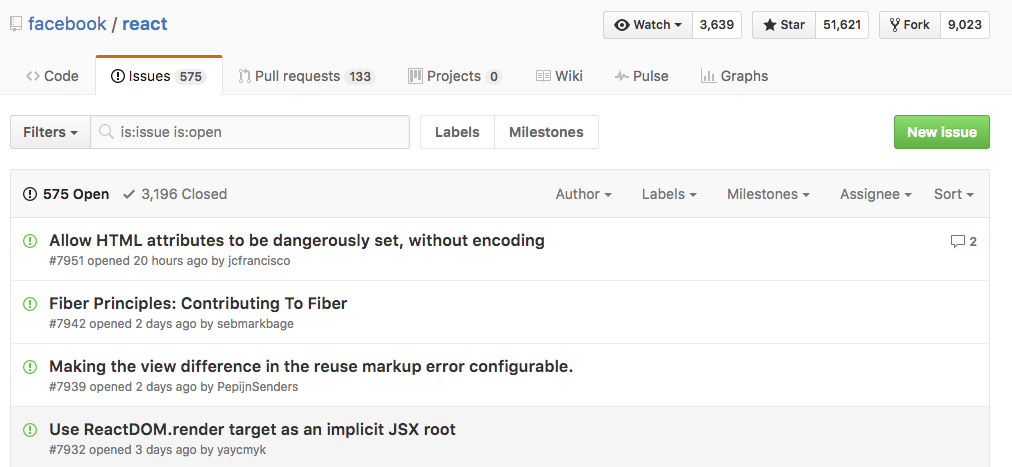 facebook / react
Watch 3,639 Star 51,621 Fork 9,023
Code Issues 575 Pull requests 133 Projects 0 Wiki Pulse Graphs
Filters is:issue is:open Labels Milestones New issue
575 Open 3,196 Closed Author Labels Milestones Assignee Sort
Allow HTML attributes to be dangerously set, without encoding 2
#7951 opened 20 hours ago by jcfrancisco
Fiber Principles: Contributing To Fiber
#7942 opened 2 days ago by sebmarkbage
Making the view difference in the reuse markup error configurable.
#7939 opened 2 days ago by PepijnSenders
Use ReactDOM.render target as an implicit JSX root
#7932 opened 3 days ago by yaycmyk